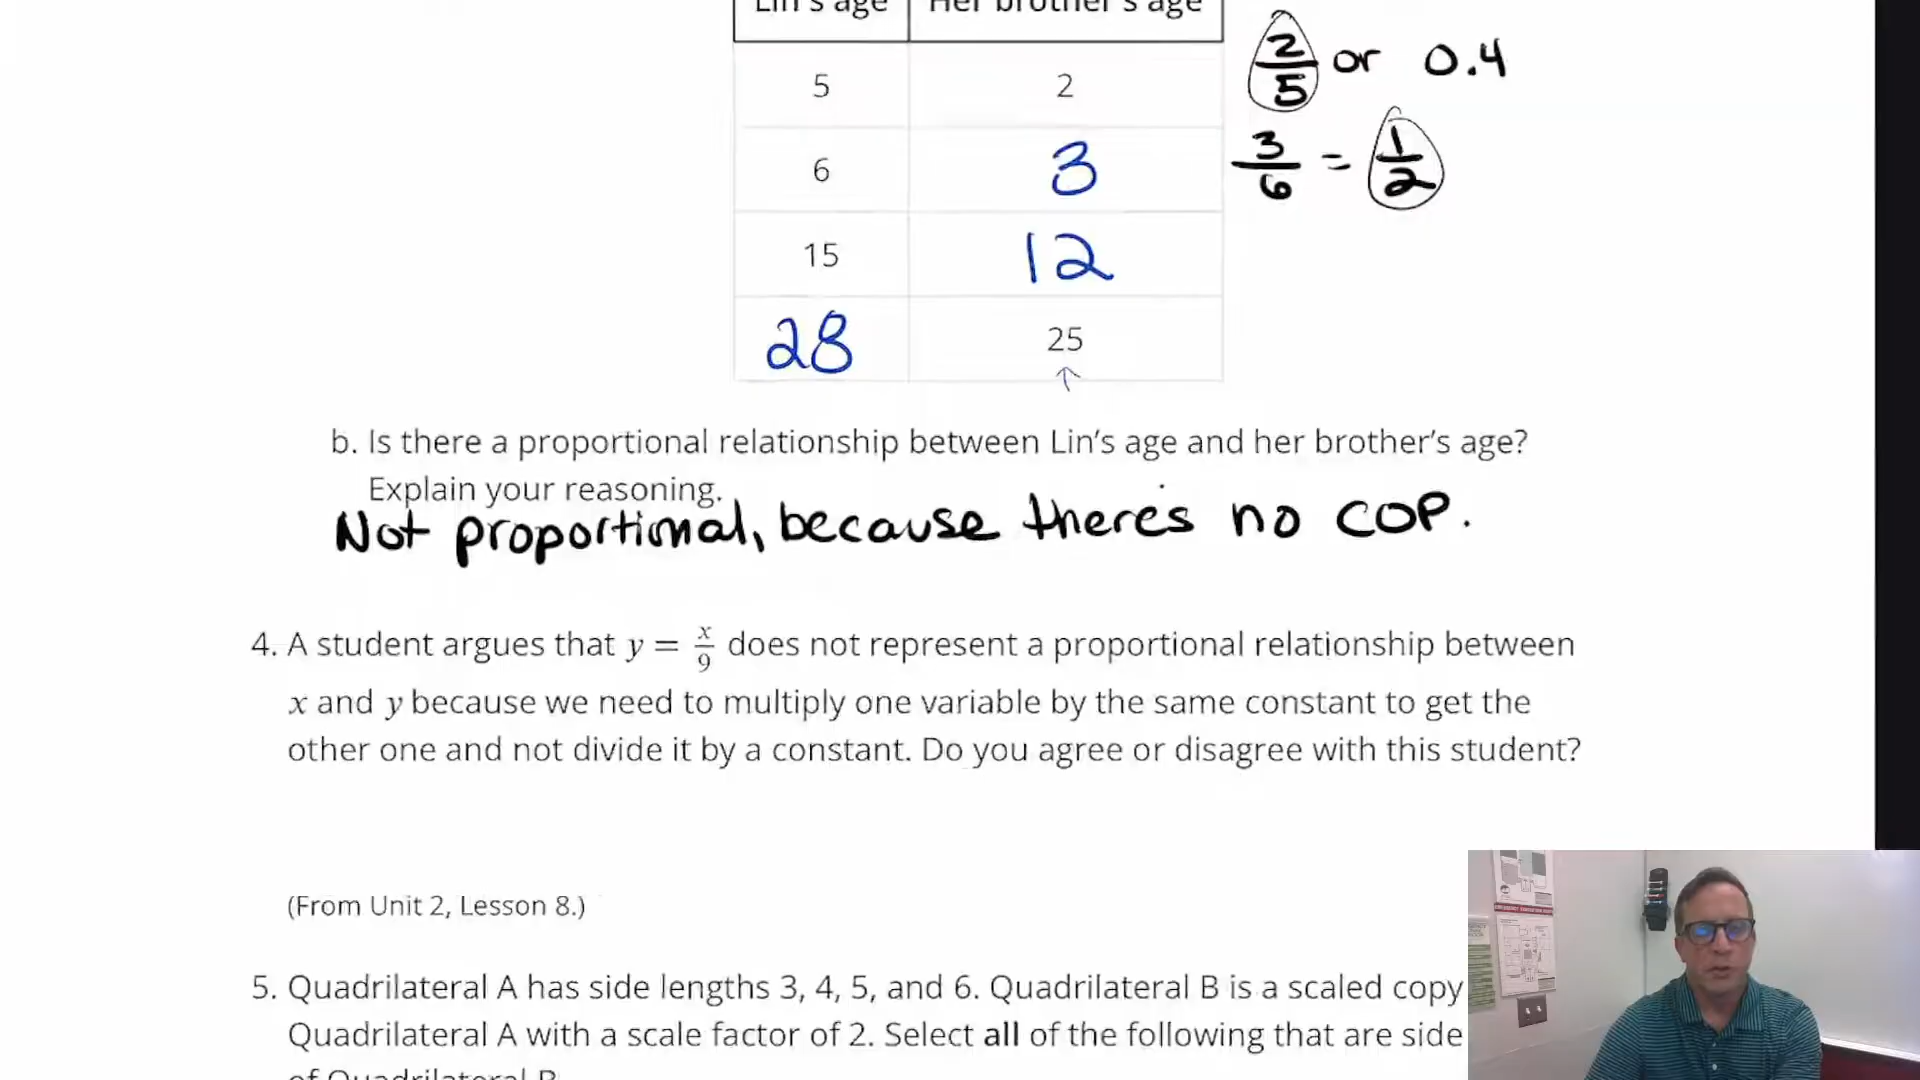 Lin's age Her brother's age
5 2 2/5 or 0.4
6 3 3/6 = 1/2
15 12
28 25
b. Is there a proportional relationship between Lin's age and her brother's age?
Explain your reasoning.
Not proportional, because there's no COP.
4. A student argues that y = x/9 does not represent a proportional relationship between
x and y because we need to multiply one variable by the same constant to get the
other one and not divide it by a constant. Do you agree or disagree with this student?
(From Unit 2, Lesson 8.)
5. Quadrilateral A has side lengths 3, 4, 5, and 6. Quadrilateral B is a scaled copy
Quadrilateral A with a scale factor of 2. Select all of the following that are side
of Quadrilateral B